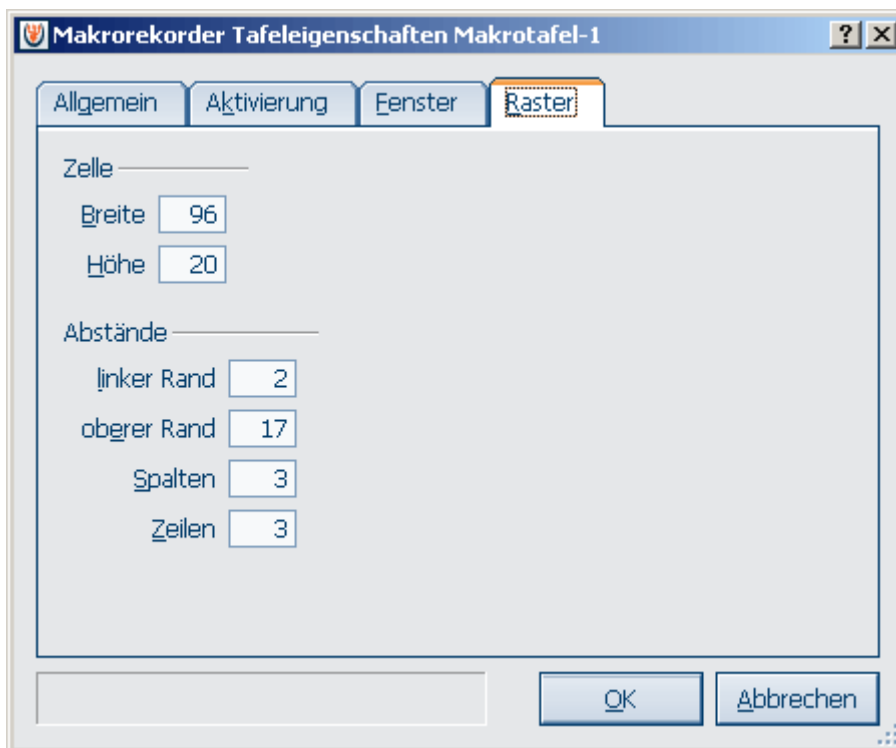 Makrorekorder Tafeleigenschaften Makrotafel-1
Allgemein Aktivierung Fenster Raster
Zelle
Breite 96
Höhe 20
Abstände
linker Rand 2
oberer Rand 17
Spalten 3
Zeilen 3
OK Abbrechen